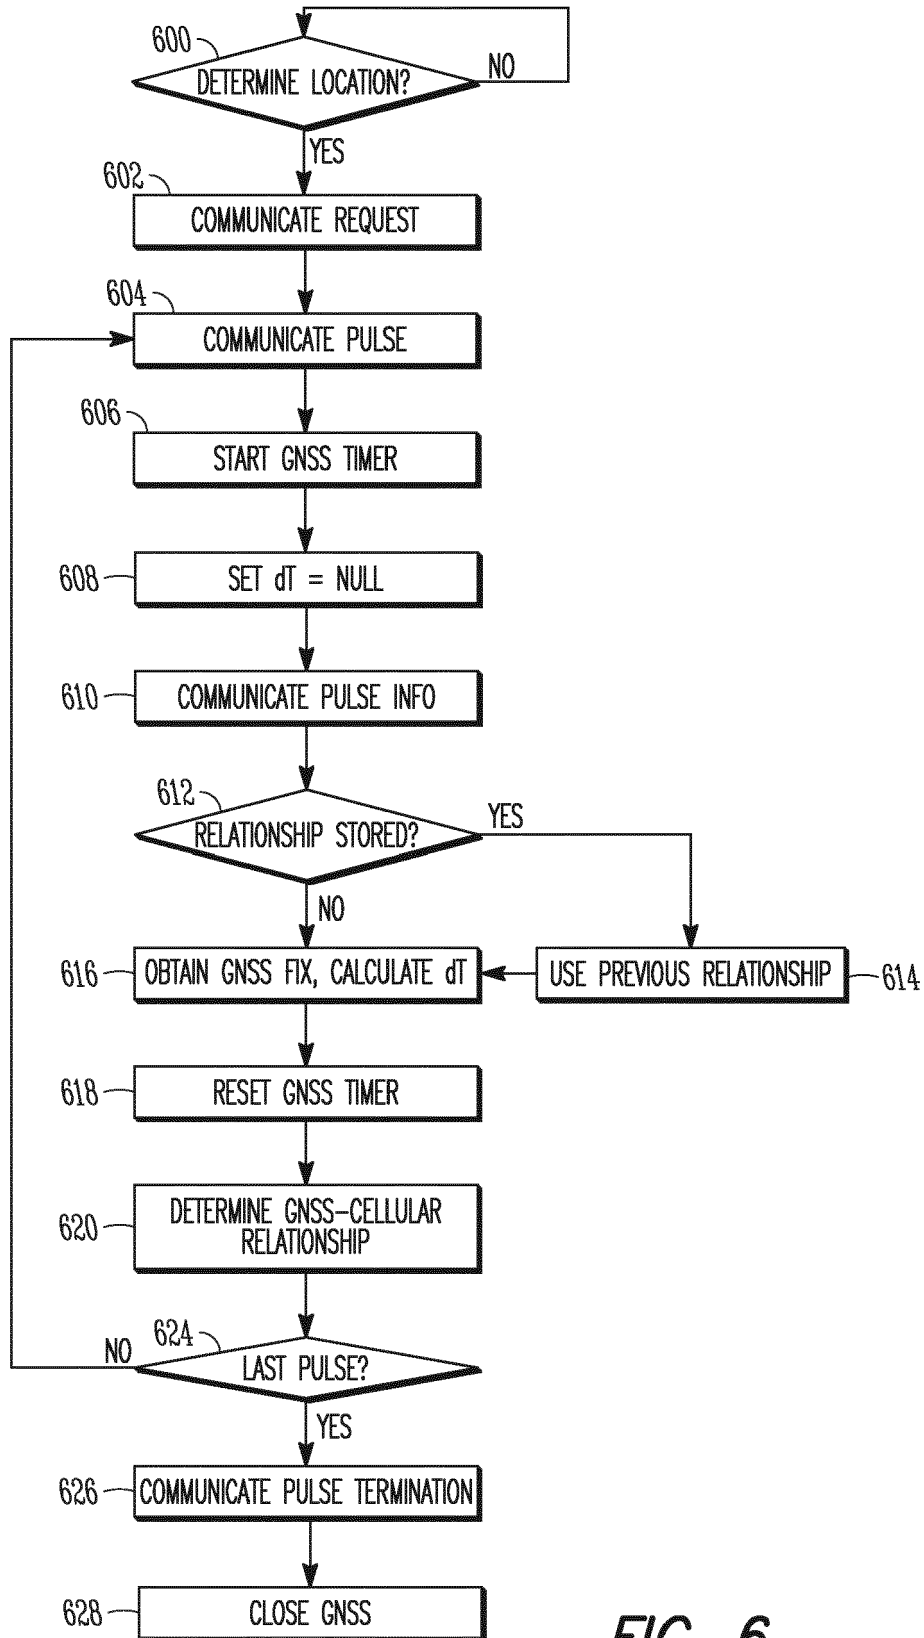 600
DETERMINE LOCATION?
NO
YES
602
COMMUNICATE REQUEST
604
COMMUNICATE PULSE
606
START GNSS TIMER
608
SET dT = NULL
610
COMMUNICATE PULSE INFO
612
RELATIONSHIP STORED?
YES
NO
616
OBTAIN GNSS FIX, CALCULATE dT
USE PREVIOUS RELATIONSHIP
614
618
RESET GNSS TIMER
620
DETERMINE GNSS-CELLULAR
RELATIONSHIP
624
NO
LAST PULSE?
YES
626
COMMUNICATE PULSE TERMINATION
628
CLOSE GNSS
FIG. 6